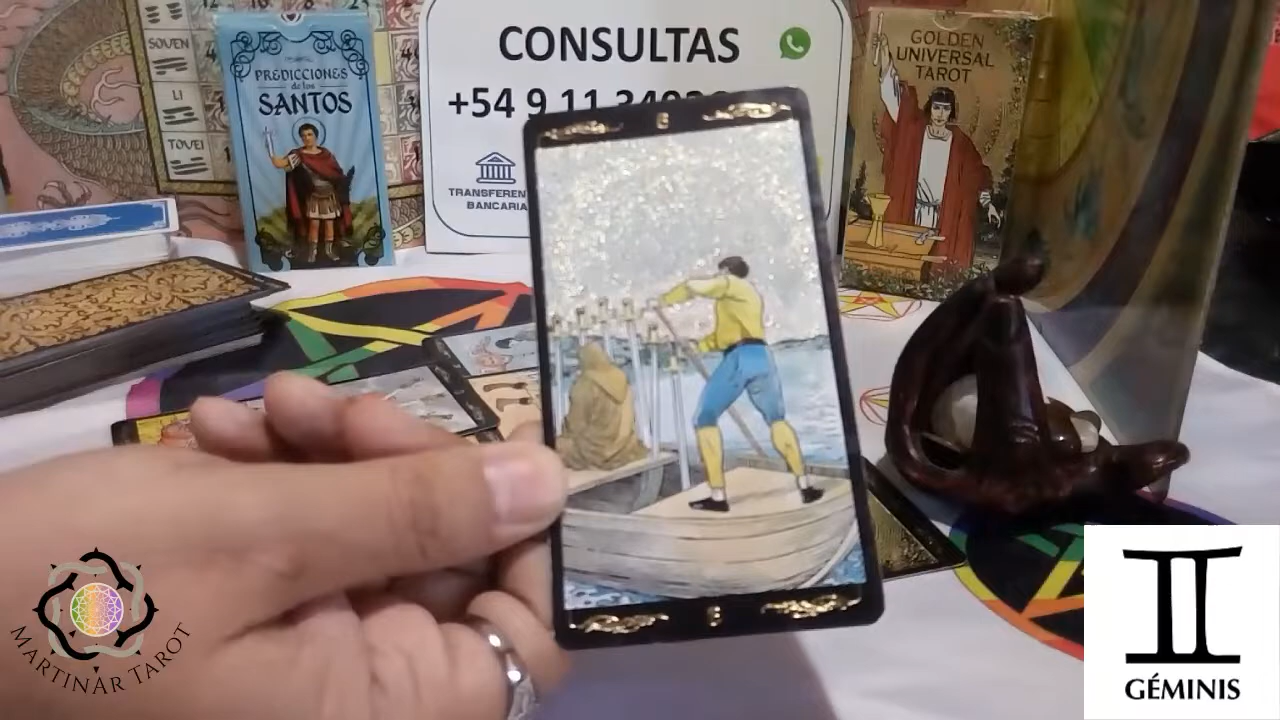 SOUEN
LI
TOUEI
PREDICCIONES
de los
SANTOS
CONSULTAS
+54 9 11
TRANSFEREN
BANCARIA
GOLDEN
UNIVERSAL
TAROT
MARTINAR TAROT
GÉMINIS